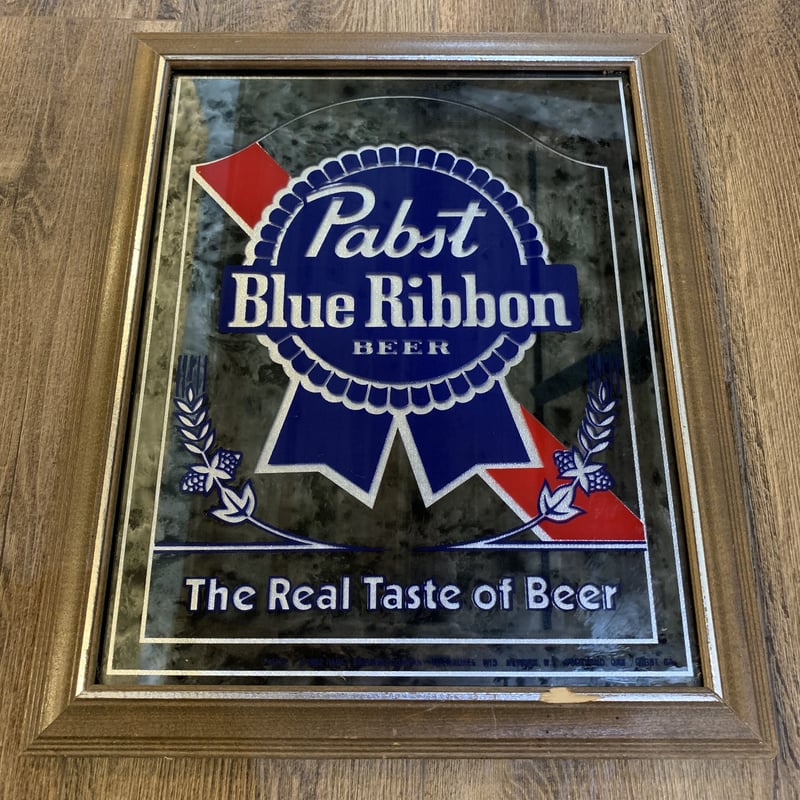 Pabst
Blue Ribbon
BEER
The Real Taste of Beer